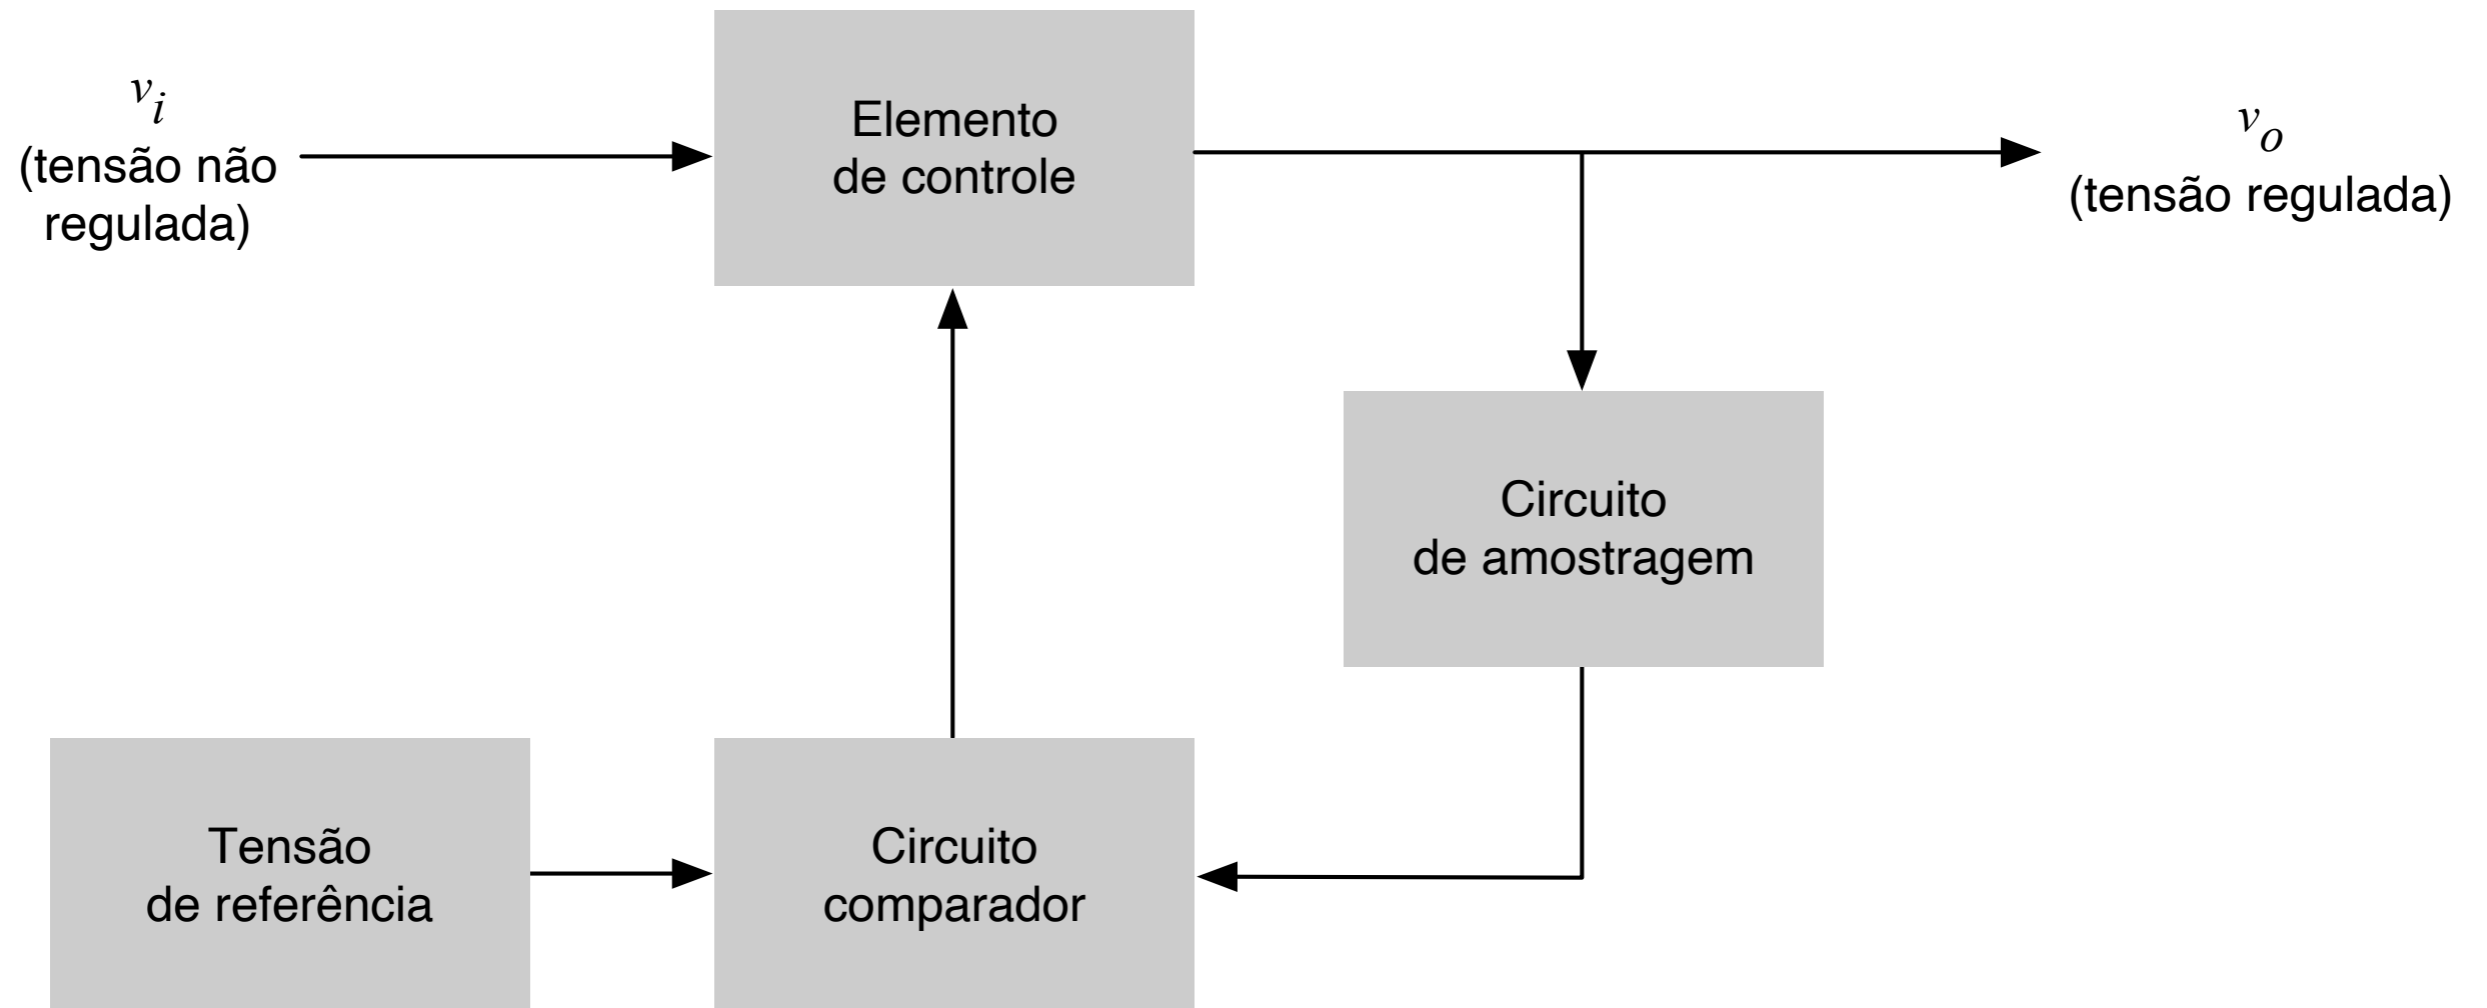 v_i
(tensão não
regulada)
Elemento
de controle
v_o
(tensão regulada)
Circuito
de amostragem
Tensão
de referência
Circuito
comparador